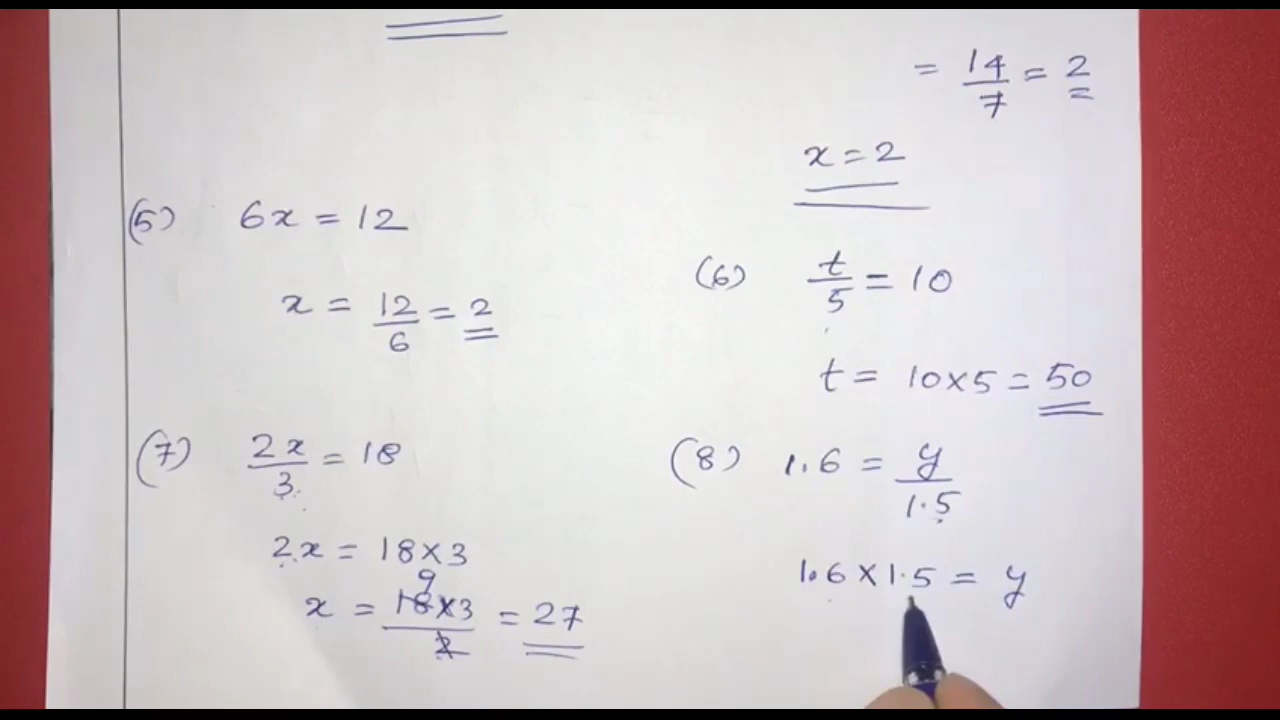 = 14/7 = 2
x = 2
(5) 6x = 12
x = 12/6 = 2
(6) t/5 = 10
t = 10×5 = 50
(7) 2x/3 = 18
2x = 18×3
x = 18×3/2 = 27
9
(8) 1.6 = y/1.5
1.6×1.5 = y